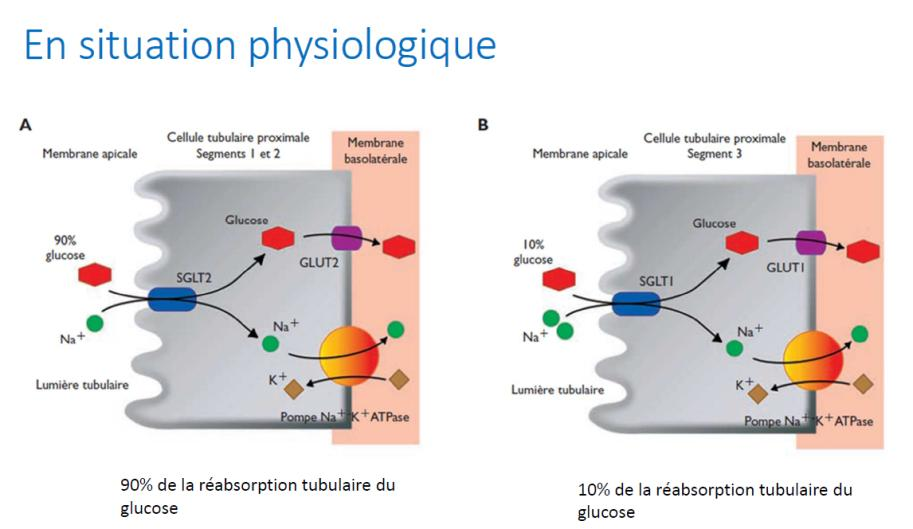 En situation physiologique
A
Membrane apicale
Cellule tubulaire proximale
Segments 1 et 2
Membrane
basolatérale
90%
glucose
Glucose
GLUT2
SGLT2
Na+
Na+
K+
Lumière tubulaire
Pompe Na+K+ATPase
90% de la réabsorption tubulaire du
glucose
B
Membrane apicale
Cellule tubulaire proximale
Segment 3
Membrane
basolatérale
10%
glucose
Glucose
GLUT1
SGLT1
Na+
Na+
K+
Lumière tubulaire
Pompe Na+K+ATPase
10% de la réabsorption tubulaire du
glucose